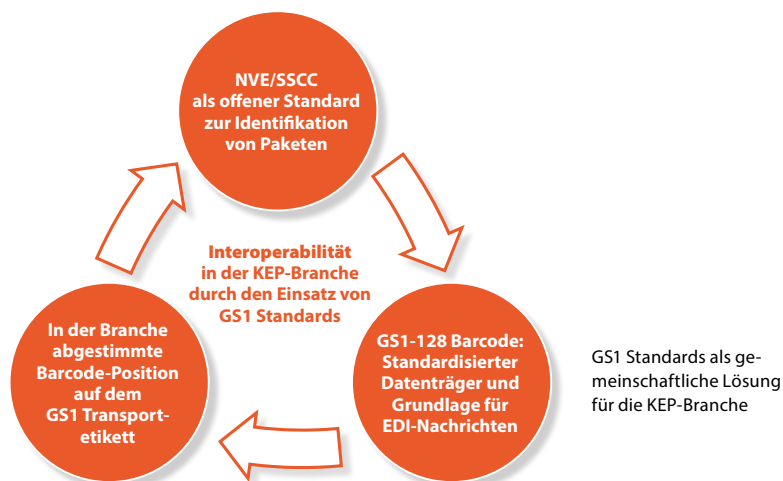 NVE/SSCC
als offener Standard
zur Identifikation
von Paketen
Interoperabilität
in der KEP-Branche
durch den Einsatz von
GS1 Standards
In der Branche
abgestimmte
Barcode-Position
auf dem
GS1 Transport-
etikett
GS1-128 Barcode:
Standardisierter
Datenträger und
Grundlage für
EDI-Nachrichten
GS1 Standards als ge-
meinschaftliche Lösung
für die KEP-Branche